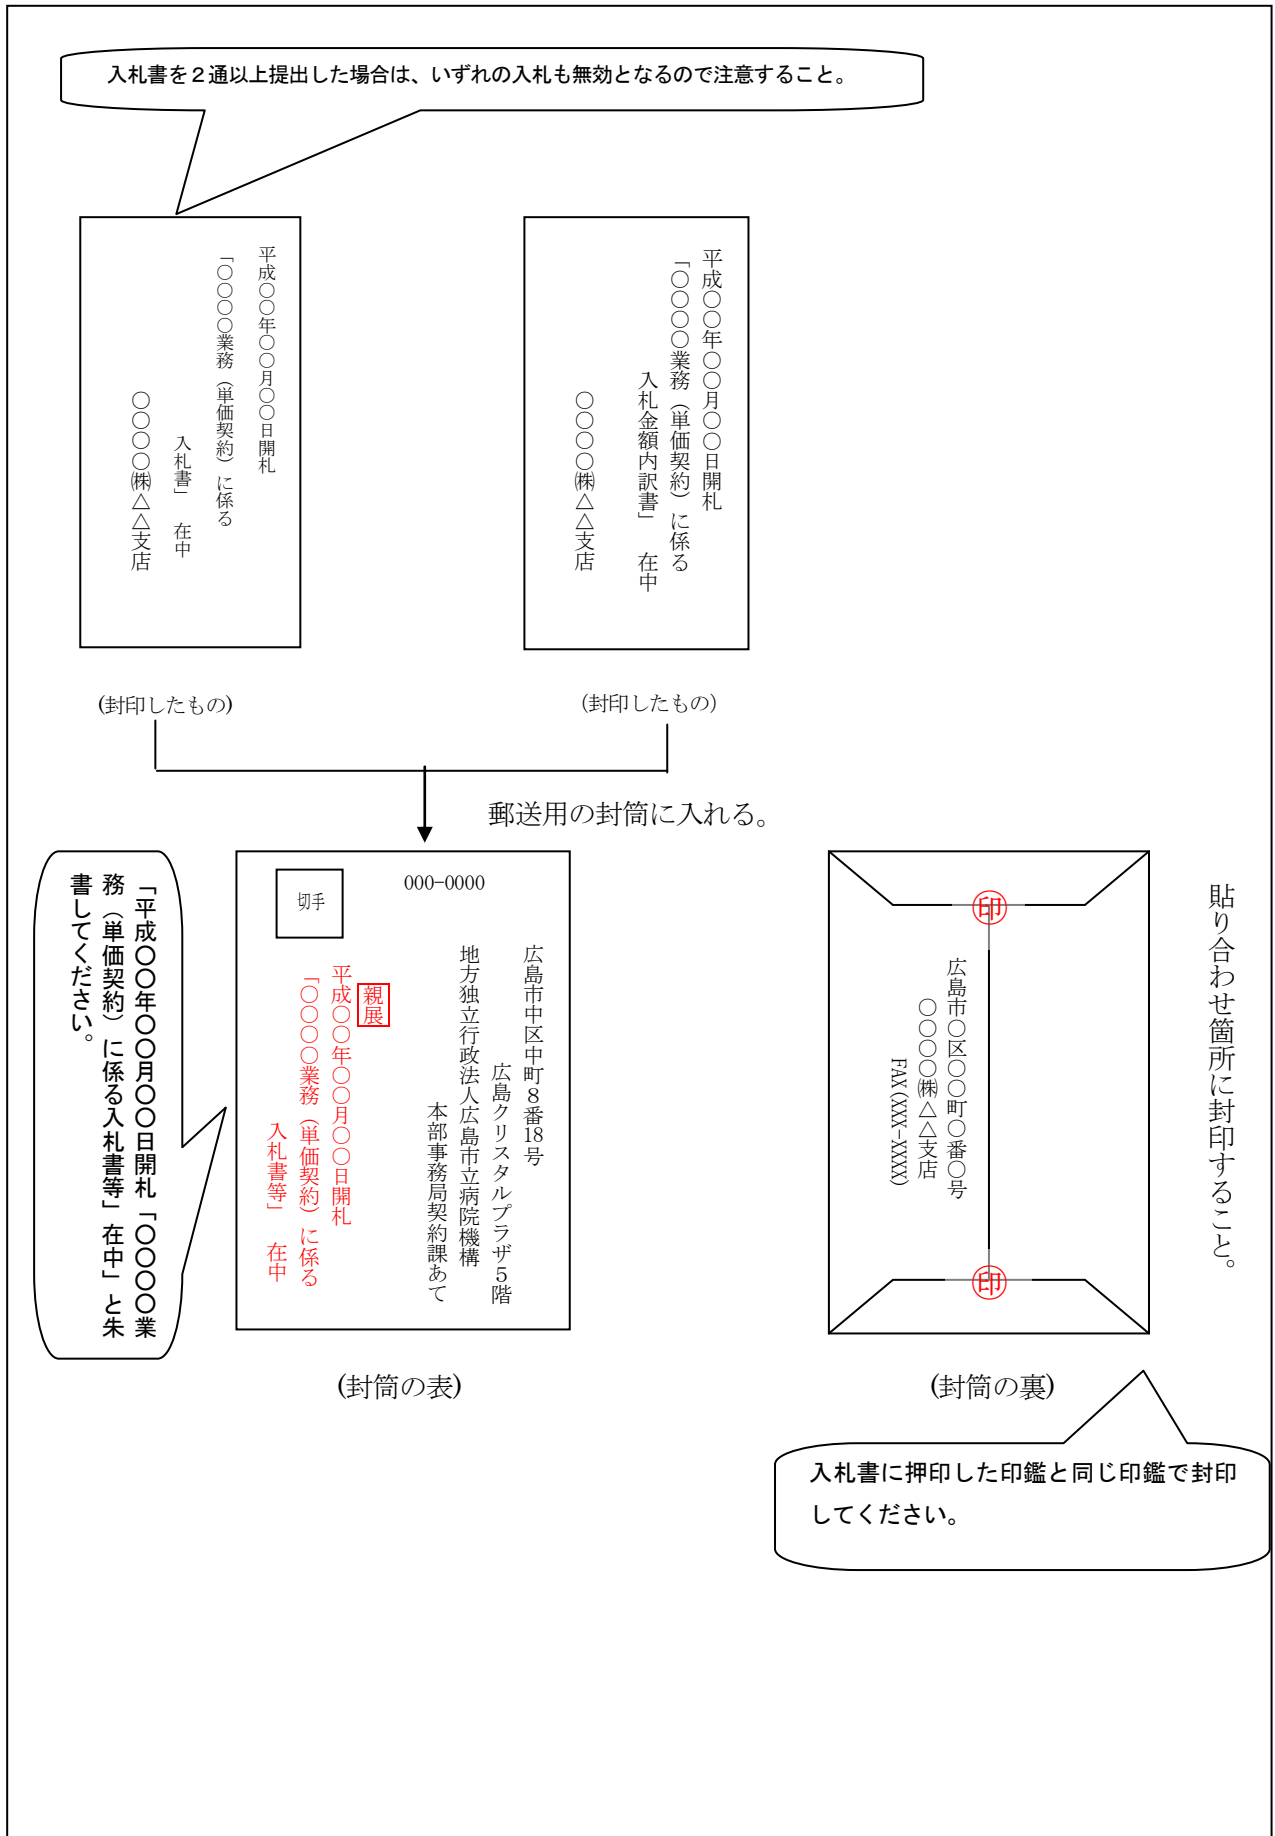 入札書を２通以上提出した場合は、いずれの入札も無効となるので注意すること。
平成〇〇年〇〇月〇〇日開札
「〇〇〇〇業務（単価契約）に係る
入札書」　在中
〇〇〇〇㈱△△支店
平成〇〇年〇〇月〇〇日開札
「〇〇〇〇業務（単価契約）に係る
入札金額内訳書」　在中
〇〇〇〇㈱△△支店
(封印したもの)
（封印したもの）
郵送用の封筒に入れる。
「平成〇〇年〇〇月〇〇日開札「〇〇〇〇業
務（単価契約）に係る入札書等」在中」と朱
書してください。
切手
000-0000
広島市中区中町８番18号
広島クリスタルプラザ５階
地方独立行政法人広島市立病院機構
本部事務局契約課あて
親展
平成〇〇年〇〇月〇〇日開札
「〇〇〇〇業務（単価契約）に係る
入札書等」　在中
(封筒の表)
貼り合わせ箇所に封印すること。
印
広島市〇区〇〇町〇番〇号
〇〇〇〇㈱△△支店
FAX(XXX-XXXX)
印
(封筒の裏)
入札書に押印した印鑑と同じ印鑑で封印
してください。